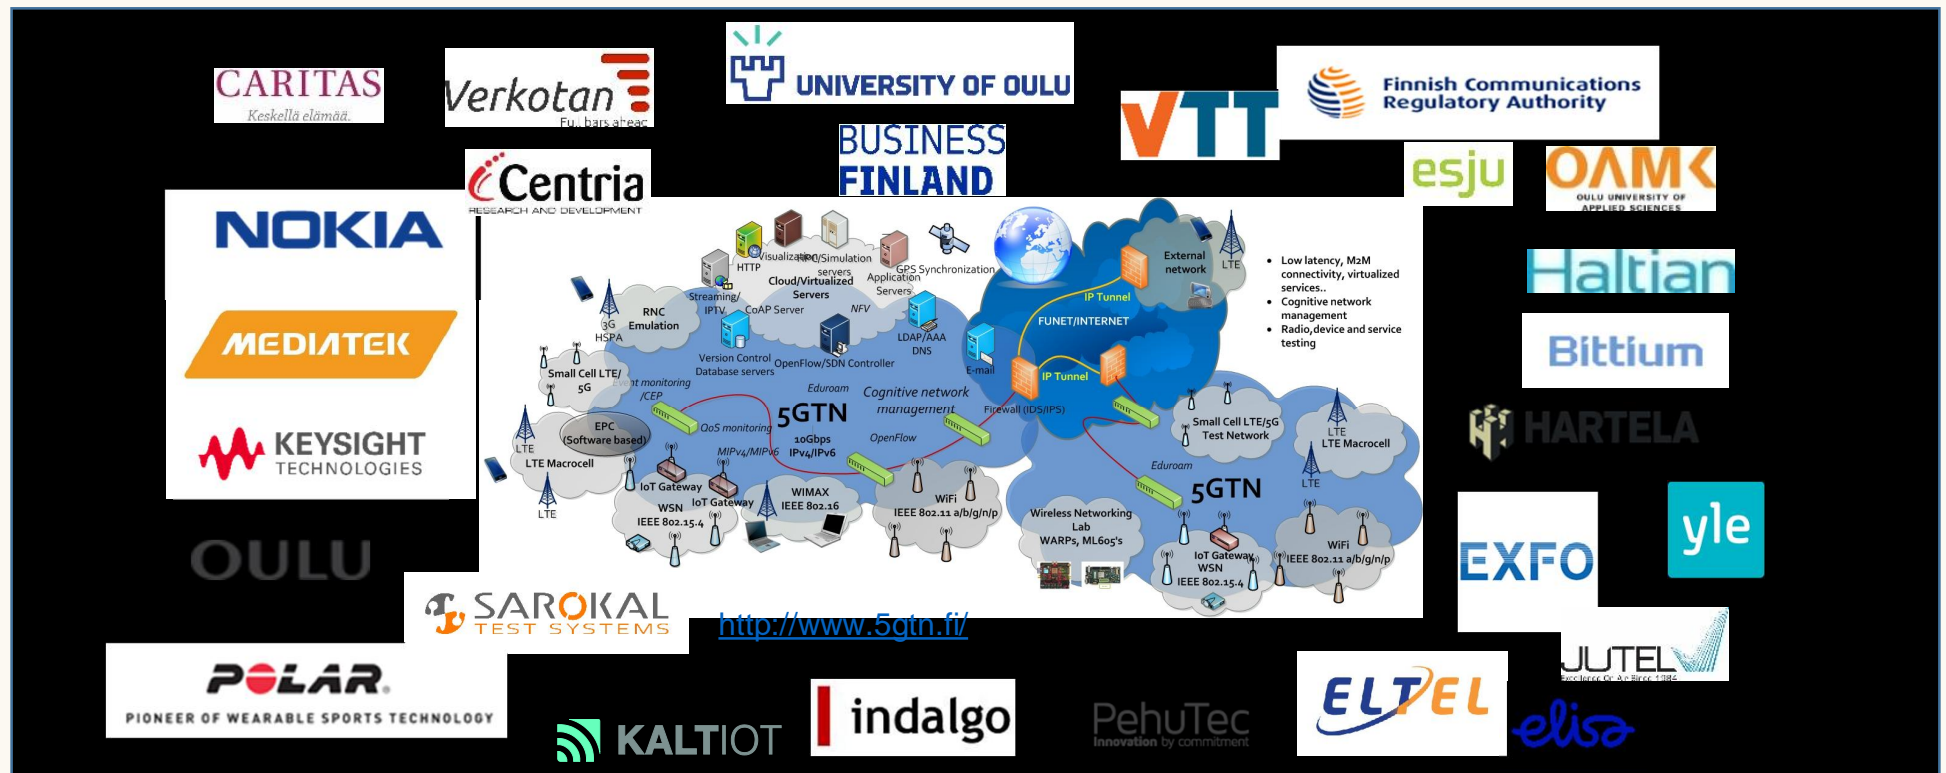 CARITAS
Keskellä elämää.
Verkotan
UNIVERSITY OF OULU
VTT
Finnish Communications
Regulatory Authority
BUSINESS
FINLAND
Centria
RESEARCH AND DEVELOPMENT
esju
OAMK
OULU UNIVERSITY OF
APPLIED SCIENCES
NOKIA
MEDIATEK
KEYSIGHT
TECHNOLOGIES
OULU
Haltian
Bittium
HARTELA
EXFO
yle
HTTP
Visualization
HPC/Simulation
servers
Application
Servers
GPS Synchronization
Cloud/Virtualized
Servers
Streaming/
IPTV
CoAP Server
NFV
RNC
Emulation
3G
HSPA
Version Control
Database servers
OpenFlow/SDN Controller
LDAP/AAA
DNS
E-mail
External
network
LTE
IP Tunnel
FUNET/INTERNET
IP Tunnel
Firewall (IDS/IPS)
• Low latency, M2M
connectivity, virtualized
services..
• Cognitive network
management
• Radio,device and service
testing
Small Cell LTE/
5G
Event monitoring
/CEP
Eduroam
Cognitive network
management
5GTN
10Gbps
IPv4/IPv6
QoS monitoring
OpenFlow
MIPv4/MIPv6
EPC
(Software based)
LTE
LTE Macrocell
LTE
IoT Gateway
IoT Gateway
WSN
IEEE 802.15.4
WIMAX
IEEE 802.16
WiFi
IEEE 802.11 a/b/g/n/p
Small Cell LTE/5G
Test Network
LTE
LTE Macrocell
LTE
Eduroam
5GTN
Wireless Networking
Lab
WARPs, ML605's
IoT Gateway
WSN
IEEE 802.15.4
WiFi
IEEE 802.11 a/b/g/n/p
SAROKAL
TEST SYSTEMS
http://www.5gtn.fi/
JUTEL
Excellence On Air Since 1984
POLAR.
PIONEER OF WEARABLE SPORTS TECHNOLOGY
KALTIOT
indalgo
PehuTec
Innovation by commitment
ELTEL
elisa